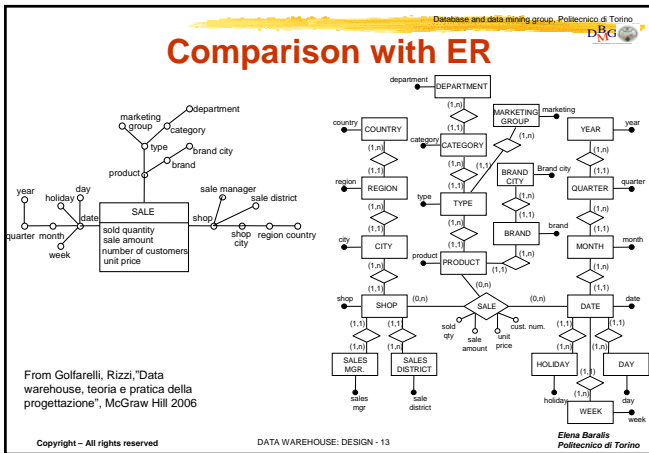 Database and data mining group, Politecnico di Torino
DBMG
Comparison with ER
department
marketing
group
category
type
brand city
brand
product
year
holiday
day
date
quarter
month
week
SALE
sold quantity
sale amount
number of customers
unit price
sale manager
sale district
shop
shop
city
region
country
department
DEPARTMENT
(1,n)
(1,1)
country
COUNTRY
(1,n)
(1,1)
category
CATEGORY
(1,n)
(1,1)
MARKETING
GROUP
marketing
(1,n)
(1,1)
YEAR
year
(1,n)
(1,1)
region
REGION
(1,n)
(1,1)
type
TYPE
(1,n)
(1,1)
BRAND
CITY
Brand city
(1,n)
(1,1)
QUARTER
quarter
(1,n)
(1,1)
city
CITY
(1,n)
(1,1)
product
PRODUCT
(1,1)
(1,n)
BRAND
brand
MONTH
month
(1,n)
(1,1)
(0,n)
shop
SHOP
(0,n)
SALE
(0,n)
DATE
date
sold
qty
sale
amount
unit
price
cust. num.
(1,1)
(1,n)
(1,1)
(1,n)
(1,1)
(1,n)
(1,1)
(1,n)
(1,1)
(1,n)
SALES
MGR.
SALES
DISTRICT
HOLIDAY
DAY
sales
mgr
sale
district
holiday
day
WEEK
week
From Golfarelli, Rizzi,"Data
warehouse, teoria e pratica della
progettazione", McGraw Hill 2006
Copyright – All rights reserved
DATA WAREHOUSE: DESIGN - 13
Elena Baralis
Politecnico di Torino